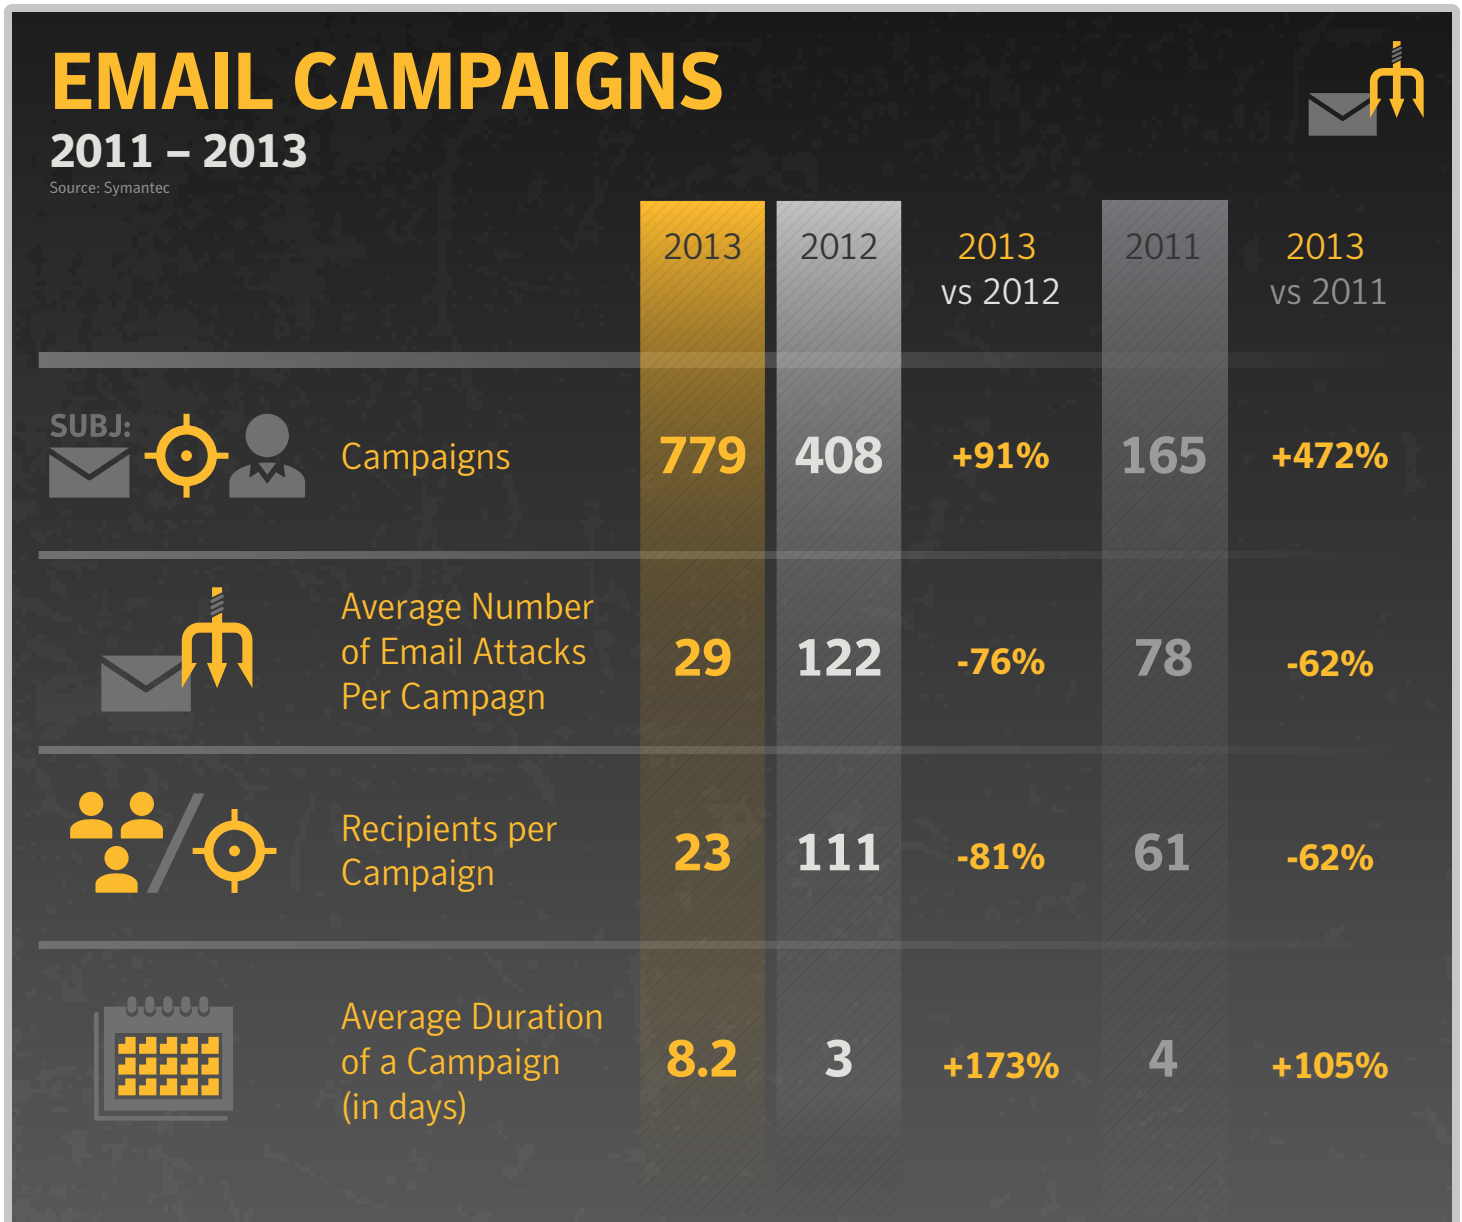 EMAIL CAMPAIGNS
2011 – 2013
Source: Symantec
2013
2012
2013
vs 2012
2011
2013
vs 2011
SUBJ:
Campaigns
779
408
+91%
165
+472%
Average Number
of Email Attacks
Per Campagn
29
122
-76%
78
-62%
Recipients per
Campaign
23
111
-81%
61
-62%
Average Duration
of a Campaign
(in days)
8.2
3
+173%
4
+105%